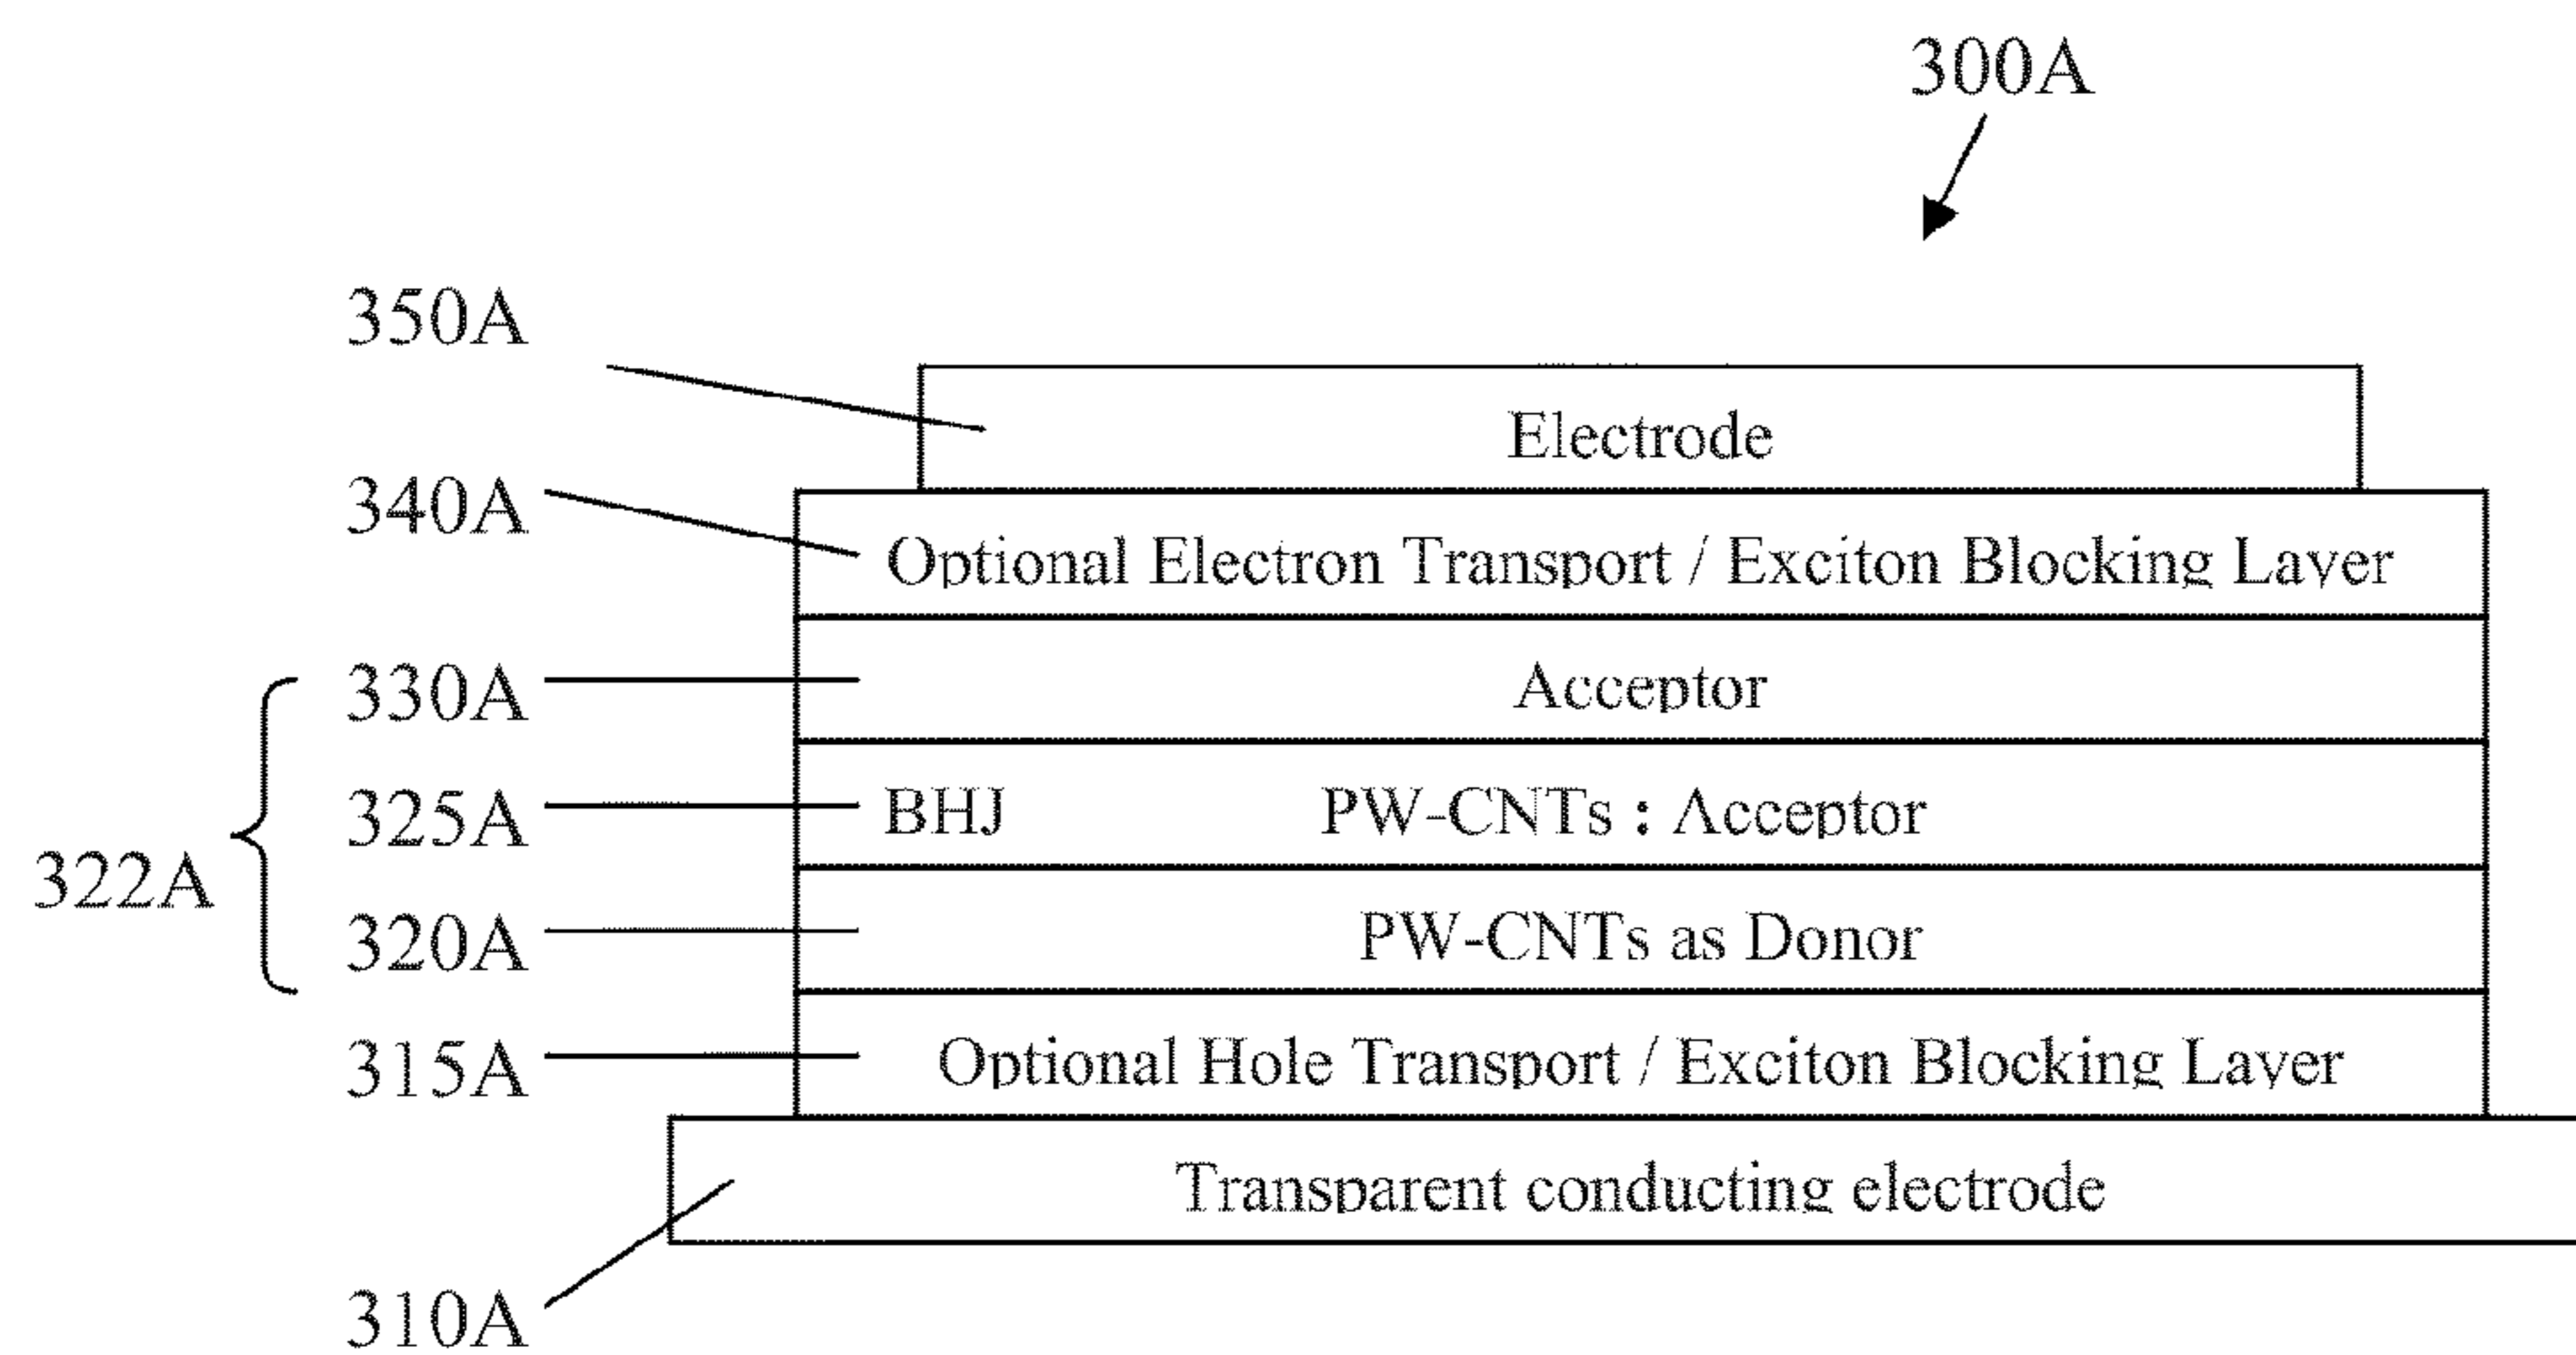 300A
350A
Electrode
340A
Optional Electron Transport / Exciton Blocking Layer
330A
Acceptor
325A
BHJ PW-CNTs : Acceptor
322A
320A
PW-CNTs as Donor
315A
Optional Hole Transport / Exciton Blocking Layer
Transparent conducting electrode
310A